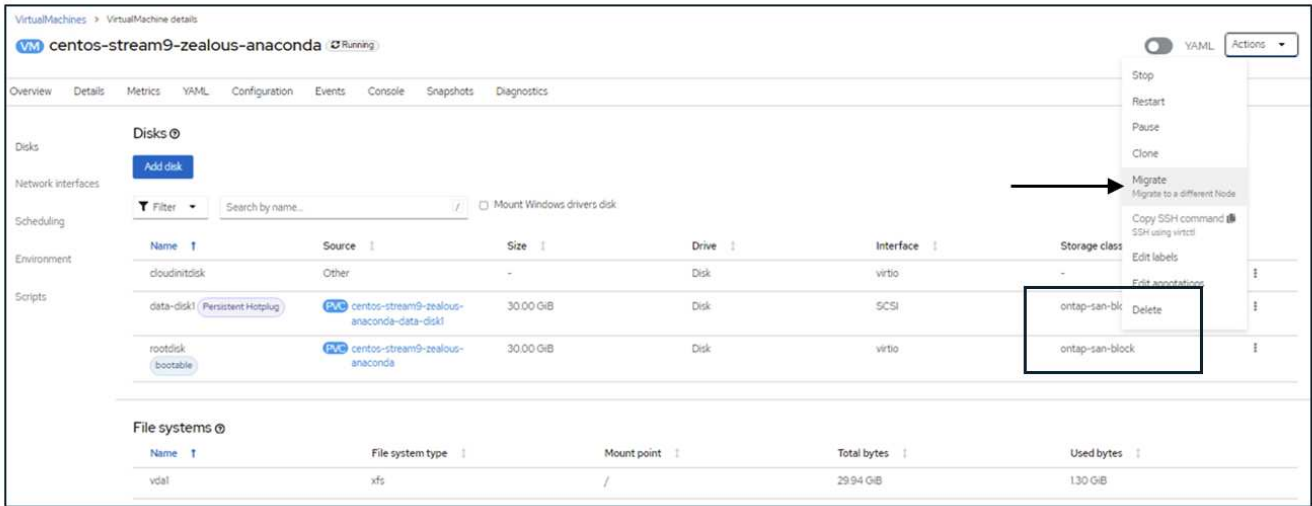 VirtualMachines > VirtualMachine details
VM centos-stream9-zealous-anaconda Running
YAML Actions
Overview Details Metrics YAML Configuration Events Console Snapshots Diagnostics
Stop
Restart
Pause
Clone
Migrate
Migrate to a different Node
Copy SSH command
SSH using virtctl
Edit labels
Edit annotations
Delete
Disks
Network interfaces
Scheduling
Environment
Scripts
Disks
Add disk
Filter Search by name... / Mount Windows drivers disk
Name Source Size Drive Interface Storage class
cloudinitdisk Other - Disk virtio -
data-disk1 Persistent Hotplug PVC centos-stream9-zealous- 30.00 GiB Disk SCSI ontap-san-blo
anaconda-data-disk1
rootdisk PVC centos-stream9-zealous- 30.00 GiB Disk virtio ontap-san-block
bootable anaconda
File systems
Name File system type Mount point Total bytes Used bytes
vda1 xfs / 29.94 GiB 1.30 GiB